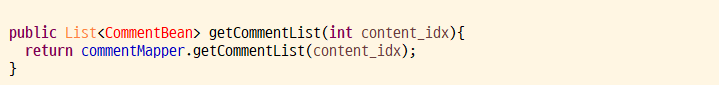 public List<CommentBean> getCommentList(int content_idx){
  return commentMapper.getCommentList(content_idx);
}